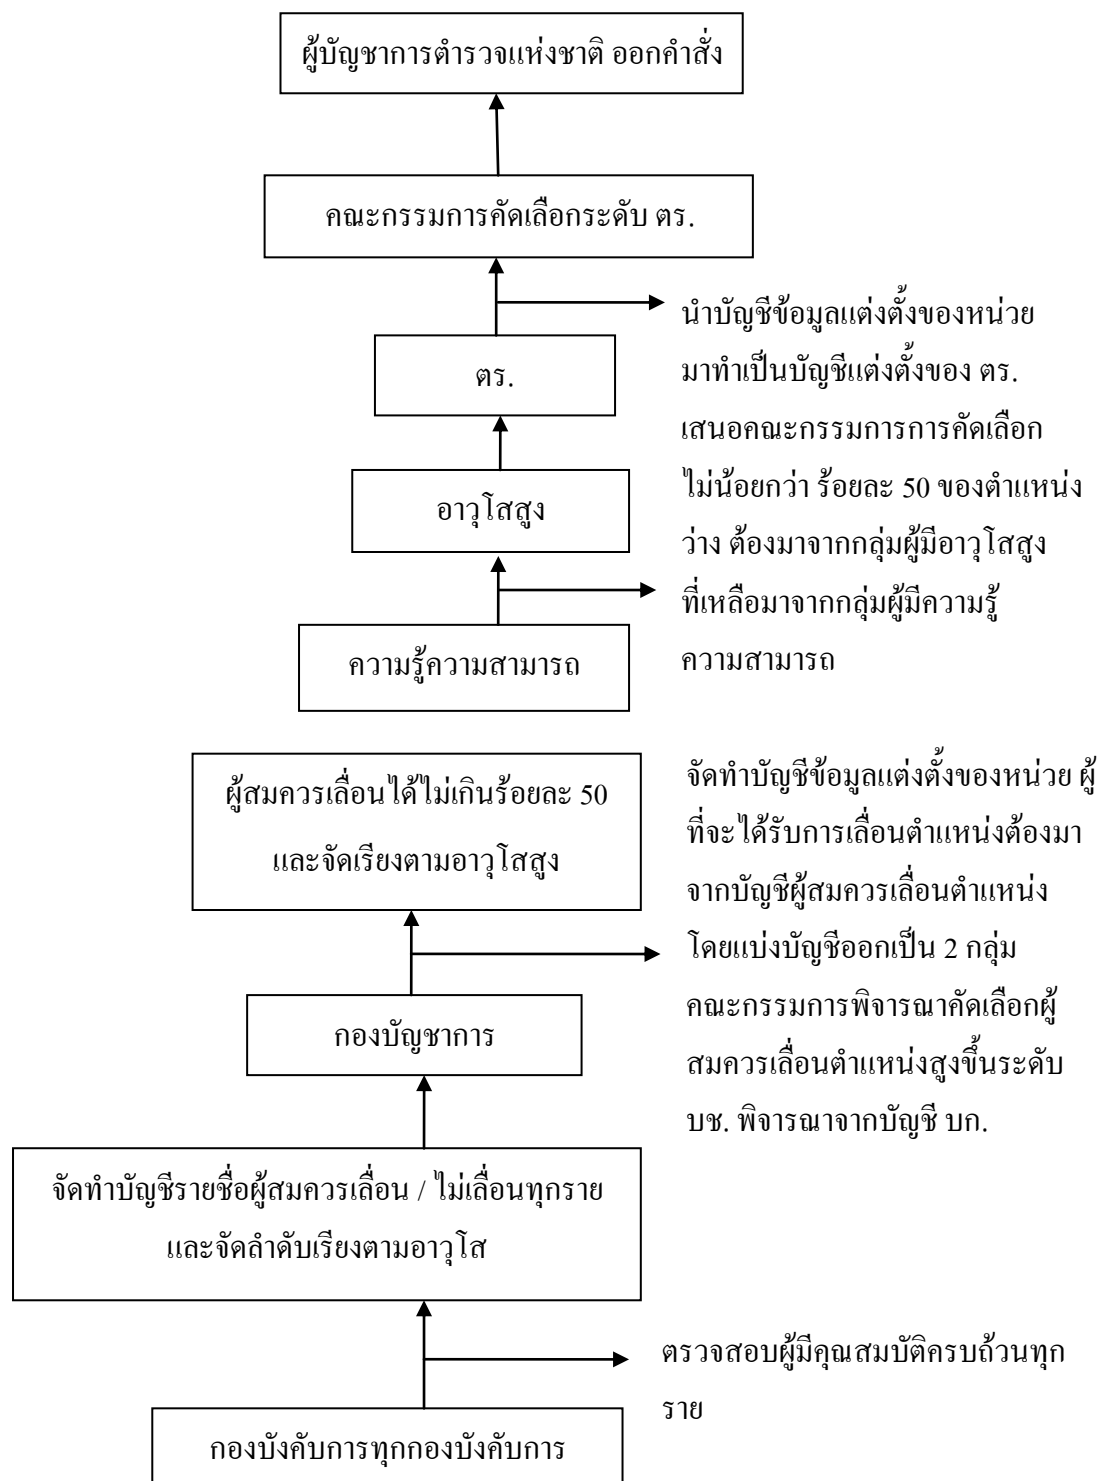 ผู้บัญชาการตำรวจแห่งชาติ ออกคำสั่ง
คณะกรรมการคัดเลือกระดับ ตร.
นำบัญชีข้อมูลแต่งตั้งของหน่วย
มาทำเป็นบัญชีแต่งตั้งของ ตร.
เสนอคณะกรรมการการคัดเลือก
ไม่น้อยกว่า ร้อยละ 50 ของตำแหน่ง
ว่าง ต้องมาจากกลุ่มผู้มีอาวุโสสูง
ที่เหลือมาจากกลุ่มผู้มีความรู้
ความสามารถ
ตร.
อาวุโสสูง
ความรู้ความสามารถ
ผู้สมควรเลื่อนได้ไม่เกินร้อยละ 50
และจัดเรียงตามอาวุโสสูง
จัดทำบัญชีข้อมูลแต่งตั้งของหน่วย ผู้
ที่จะได้รับการเลื่อนตำแหน่งต้องมา
จากบัญชีผู้สมควรเลื่อนตำแหน่ง
โดยแบ่งบัญชีออกเป็น 2 กลุ่ม
คณะกรรมการพิจารณาคัดเลือกผู้
สมควรเลื่อนตำแหน่งสูงขึ้นระดับ
บช. พิจารณาจากบัญชี บก.
กองบัญชาการ
จัดทำบัญชีรายชื่อผู้สมควรเลื่อน / ไม่เลื่อนทุกราย
และจัดลำดับเรียงตามอาวุโส
ตรวจสอบผู้มีคุณสมบัติครบถ้วนทุก
ราย
กองบังคับการทุกกองบังคับการ